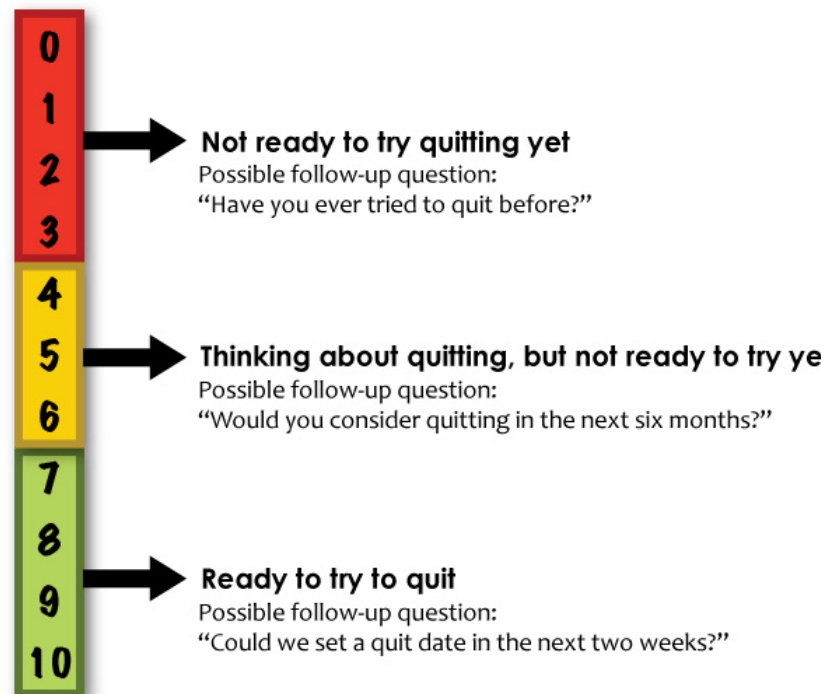 0
1
Not ready to try quitting yet
2
Possible follow-up question:
“Have you ever tried to quit before?”
3
4
5
Thinking about quitting, but not ready to try ye
Possible follow-up question:
6
“Would you consider quitting in the next six months?”
7
8
Ready to try to quit
9
Possible follow-up question:
“Could we set a quit date in the next two weeks?”
10